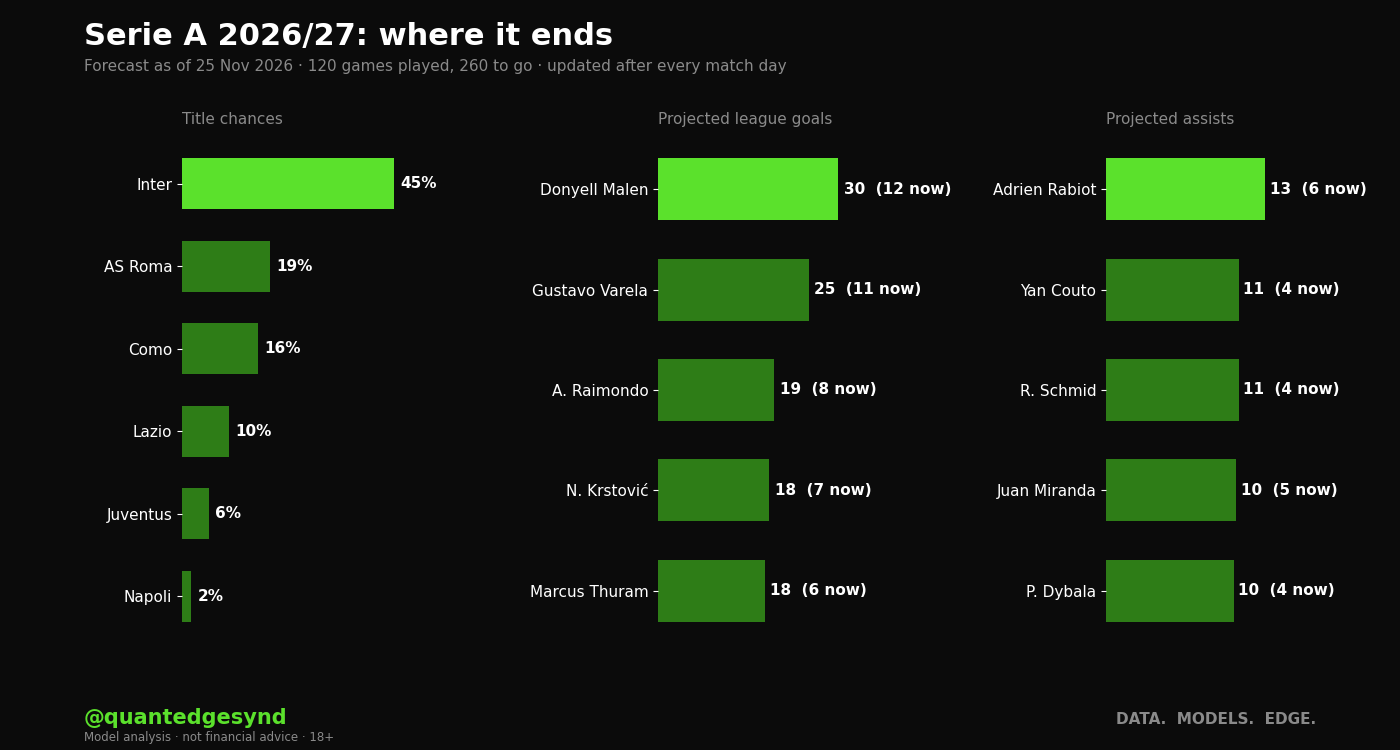 Serie A 2026/27: where it ends
Forecast as of 25 Nov 2026 · 120 games played, 260 to go · updated after every match day
Title chances
Inter 45%
AS Roma 19%
Como 16%
Lazio 10%
Juventus 6%
Napoli 2%
Projected league goals
Donyell Malen 30 (12 now)
Gustavo Varela 25 (11 now)
A. Raimondo 19 (8 now)
N. Krstović 18 (7 now)
Marcus Thuram 18 (6 now)
Projected assists
Adrien Rabiot 13 (6 now)
Yan Couto 11 (4 now)
R. Schmid 11 (4 now)
Juan Miranda 10 (5 now)
P. Dybala 10 (4 now)
@quantedgesynd
Model analysis · not financial advice · 18+
DATA. MODELS. EDGE.